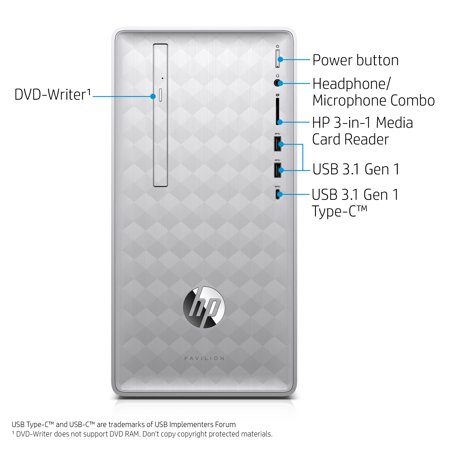 Power button
DVD-Writer¹
Headphone/
Microphone Combo
HP 3-in-1 Media
Card Reader
USB 3.1 Gen 1
USB 3.1 Gen 1
Type-C™
hp
PAVILION
USB Type-C™ and USB-C™ are trademarks of USB Implementers Forum
¹ DVD-Writer does not support DVD RAM. Don't copy copyright protected materials.